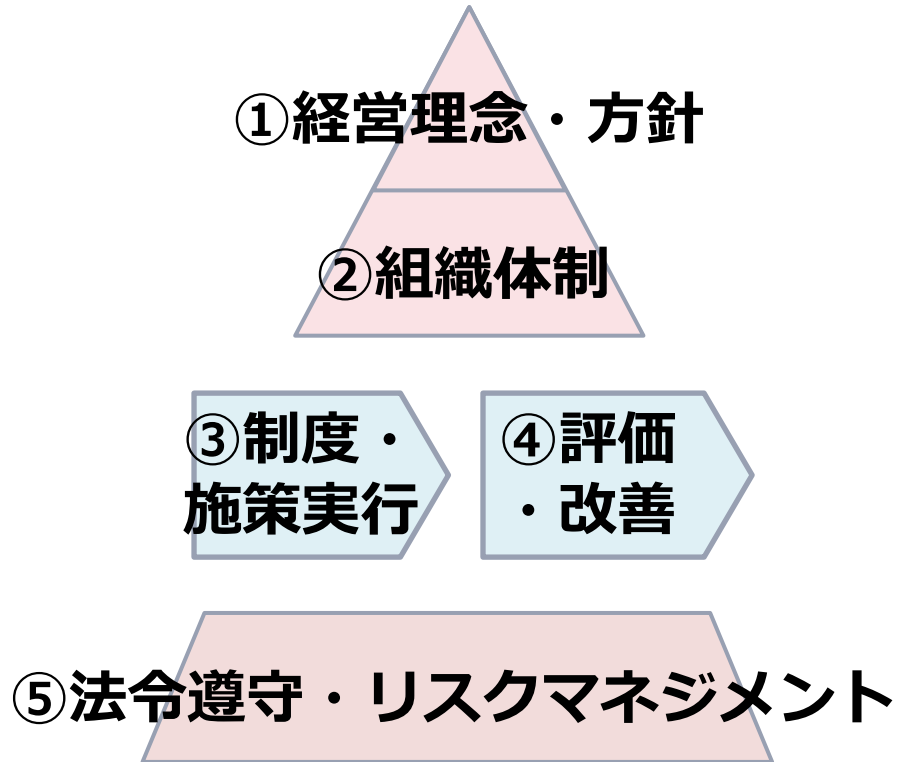 ①経営理念・方針
②組織体制
③制度・
施策実行
④評価
・改善
⑤法令遵守・リスクマネジメント